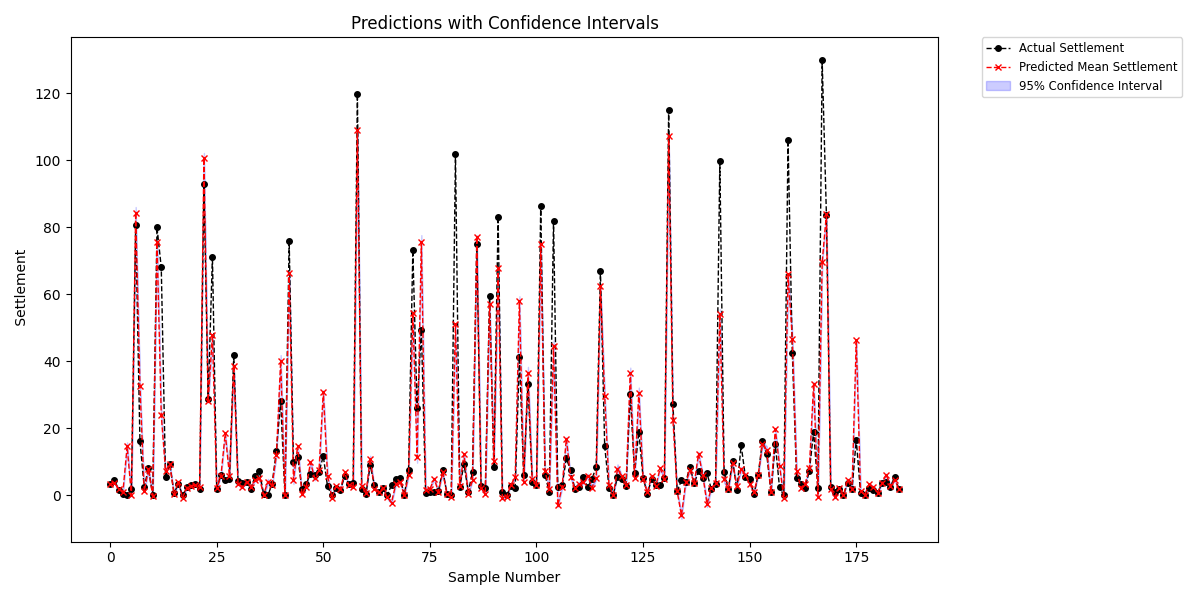 Predictions with Confidence Intervals
Actual Settlement
Predicted Mean Settlement
95% Confidence Interval
120
100
80
60
40
20
0
Settlement
0 25 50 75 100 125 150 175
Sample Number